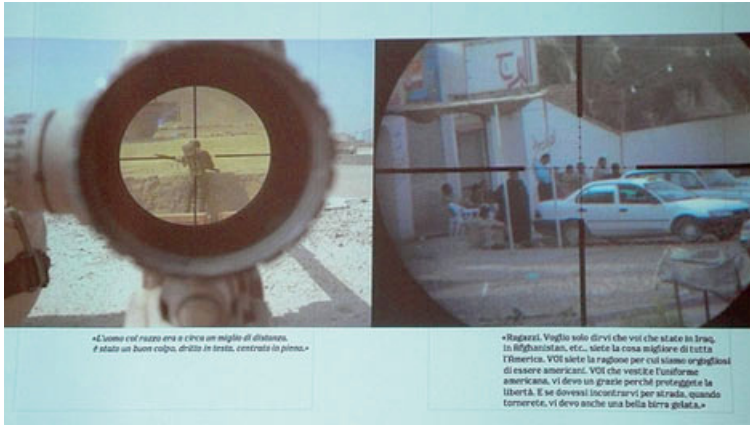 «L'uomo col razzo era a circa un miglio di distanza.
è stato un buon colpo, dritto in testa, centrato in pieno.»
«Ragazzi. Voglio solo dirvi che voi che state in Iraq,
in Afghanistan, etc., siete la cosa migliore di tutta
l'America. VOI siete la ragione per cui siamo orgogliosi
di essere americani. VOI che vestite l'uniforme
americana, vi devo un grazie perché proteggete la
libertà. E se dovessi incontrarvi per strada, quando
tornerete, vi devo anche una bella birra gelata.»